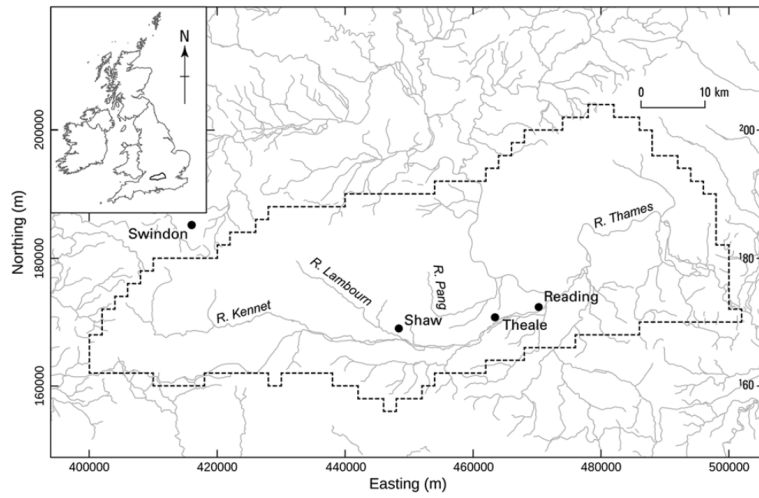 N
0 10 km
200000
200
R. Thames
Swindon
180000
180
R. Lambourn
R. Pang
R. Kennet
Reading
Shaw
Theale
160000
160
Northing (m)
400000 420000 440000 460000 480000 500000
Easting (m)